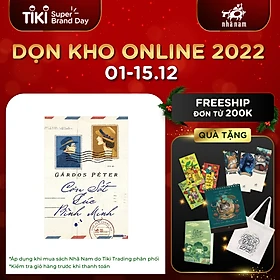 TIKI Super Brand Day
nhã nam
DỌN KHO ONLINE 2022
01-15.12
FREESHIP
ĐƠN TỪ 200K
QUÀ TẶNG
GÁRDOS PÉTER
Cơn Sốt
Lúc
Bình Minh
*Áp dụng khi mua sách Nhã Nam do Tiki Trading phân phối
*Kiểm tra giỏ hàng trước khi thanh toán